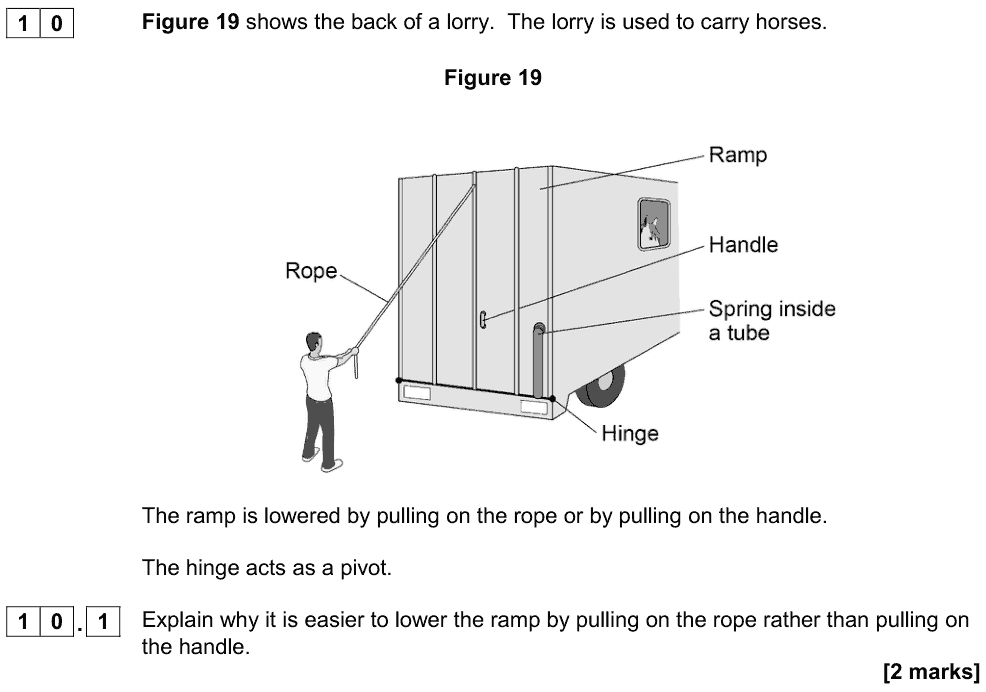 1 0 Figure 19 shows the back of a lorry. The lorry is used to carry horses.
Figure 19
Ramp
Handle
Rope
Spring inside
a tube
Hinge
The ramp is lowered by pulling on the rope or by pulling on the handle.
The hinge acts as a pivot.
1 0 . 1 Explain why it is easier to lower the ramp by pulling on the rope rather than pulling on
the handle.
[2 marks]